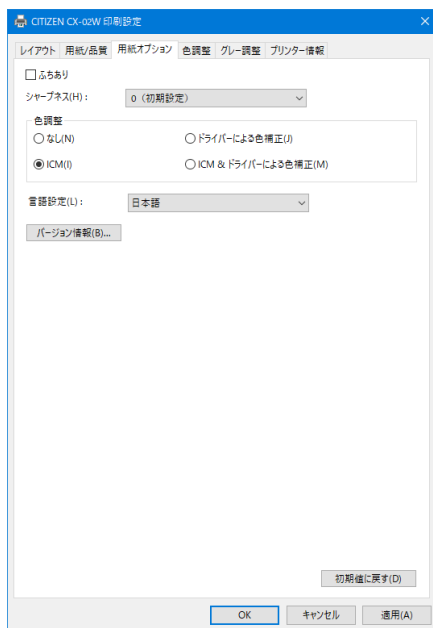 CITIZEN CX-02W 印刷設定
レイアウト 用紙/品質 用紙オプション 色調整 グレー調整 プリンター情報
ふちあり
シャープネス(H): 0（初期設定）
色調整
なし(N) ドライバーによる色補正(J)
ICM(I) ICM & ドライバーによる色補正(M)
言語設定(L): 日本語
バージョン情報(B)...
初期値に戻す(D)
OK キャンセル 適用(A)